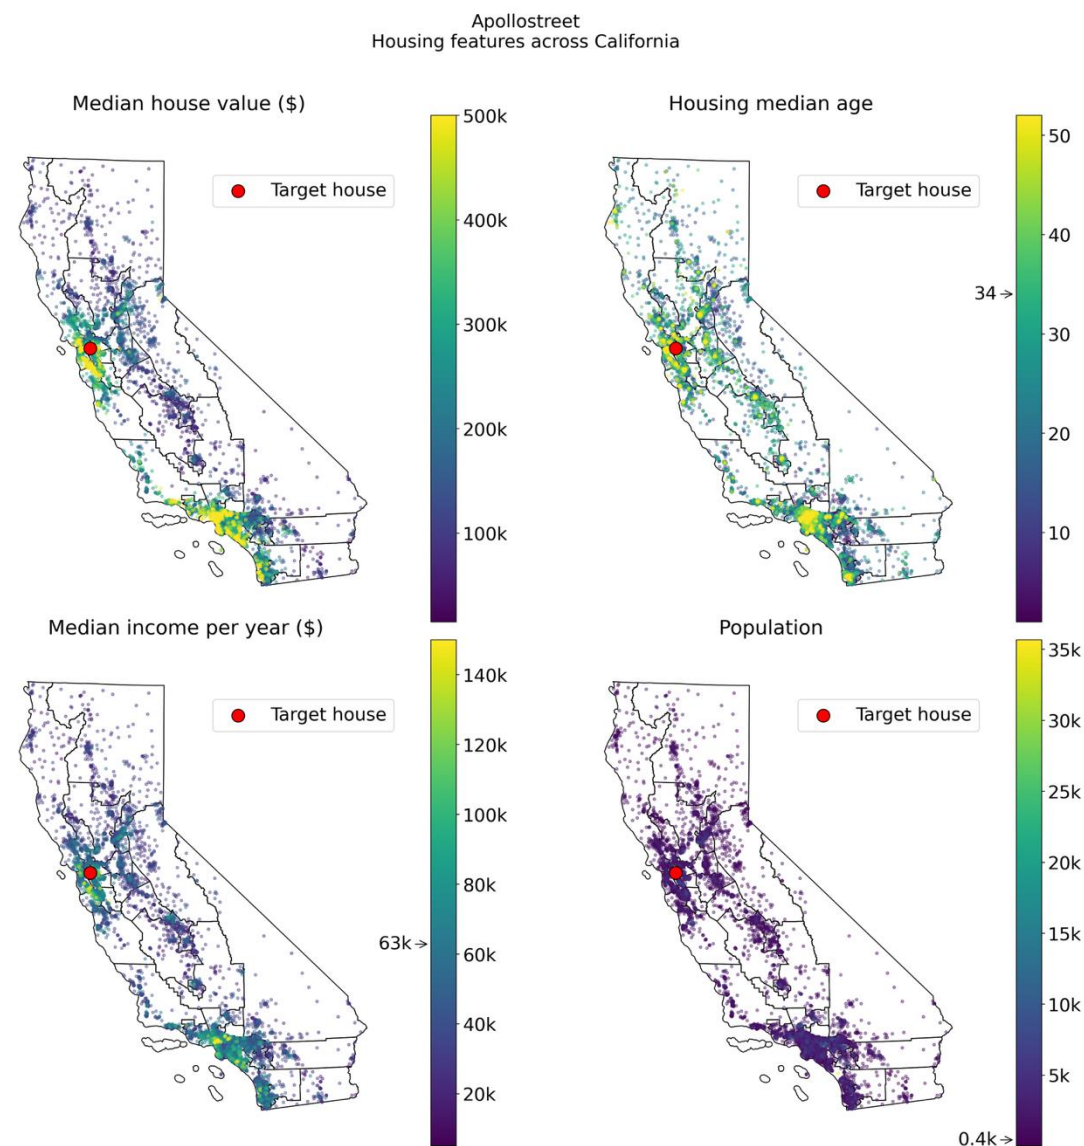 Apollostreet
Housing features across California
Median house value ($)
Target house
500k
400k
300k
200k
100k
Housing median age
Target house
50
40
34
30
20
10
Median income per year ($)
Target house
140k
120k
100k
80k
63k
60k
40k
20k
Population
Target house
35k
30k
25k
20k
15k
10k
5k
0.4k